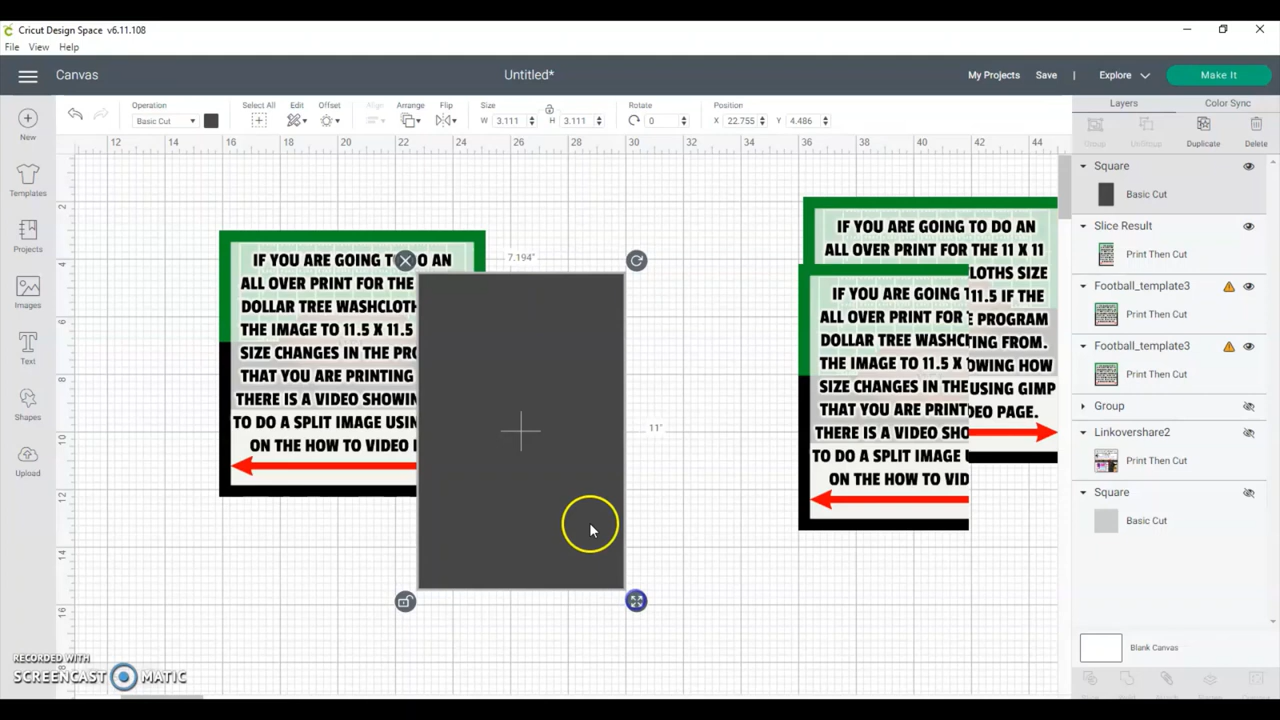 Cricut Design Space v6.11.108
File View Help
Canvas
Untitled*
My Projects Save | Explore Make It
Operation
Basic Cut
Select All
Edit
Offset
Align
Arrange
Flip
Size
W 3.111
H 3.111
Rotate
0
Position
X 22.755
Y 4.486
Layers
Color Sync
Group
Duplicate
Delete
New
Templates
Projects
Images
Text
Shapes
Upload
12 14 16 18 20 22 24 26 28 30 32 34 36 38 40 42 44
2
4
6
8
10
12
14
16
IF YOU ARE GOING TO DO AN
ALL OVER PRINT FOR THE
DOLLAR TREE WASHCLOTH
THE IMAGE TO 11.5 X 11.5
SIZE CHANGES IN THE PRO
THAT YOU ARE PRINTING
THERE IS A VIDEO SHOWIN
TO DO A SPLIT IMAGE USIN
ON THE HOW TO VIDEO
7.194"
11"
IF YOU ARE GOING TO DO AN
ALL OVER PRINT FOR THE 11 X 11
LOTHS SIZE
11.5 IF THE
E PROGRAM
TING FROM.
OWING HOW
USING GIMP
DEO PAGE.
IF YOU ARE GOING
ALL OVER PRINT FOR
DOLLAR TREE WASHC
THE IMAGE TO 11.5 X
SIZE CHANGES IN THE
THAT YOU ARE PRINT
THERE IS A VIDEO SHO
TO DO A SPLIT IMAGE
ON THE HOW TO VID
Square
Basic Cut
Slice Result
Print Then Cut
Football_template3
Print Then Cut
Football_template3
Print Then Cut
Group
Linkovershare2
Print Then Cut
Square
Basic Cut
Blank Canvas
RECORDED WITH
SCREENCAST MATIC